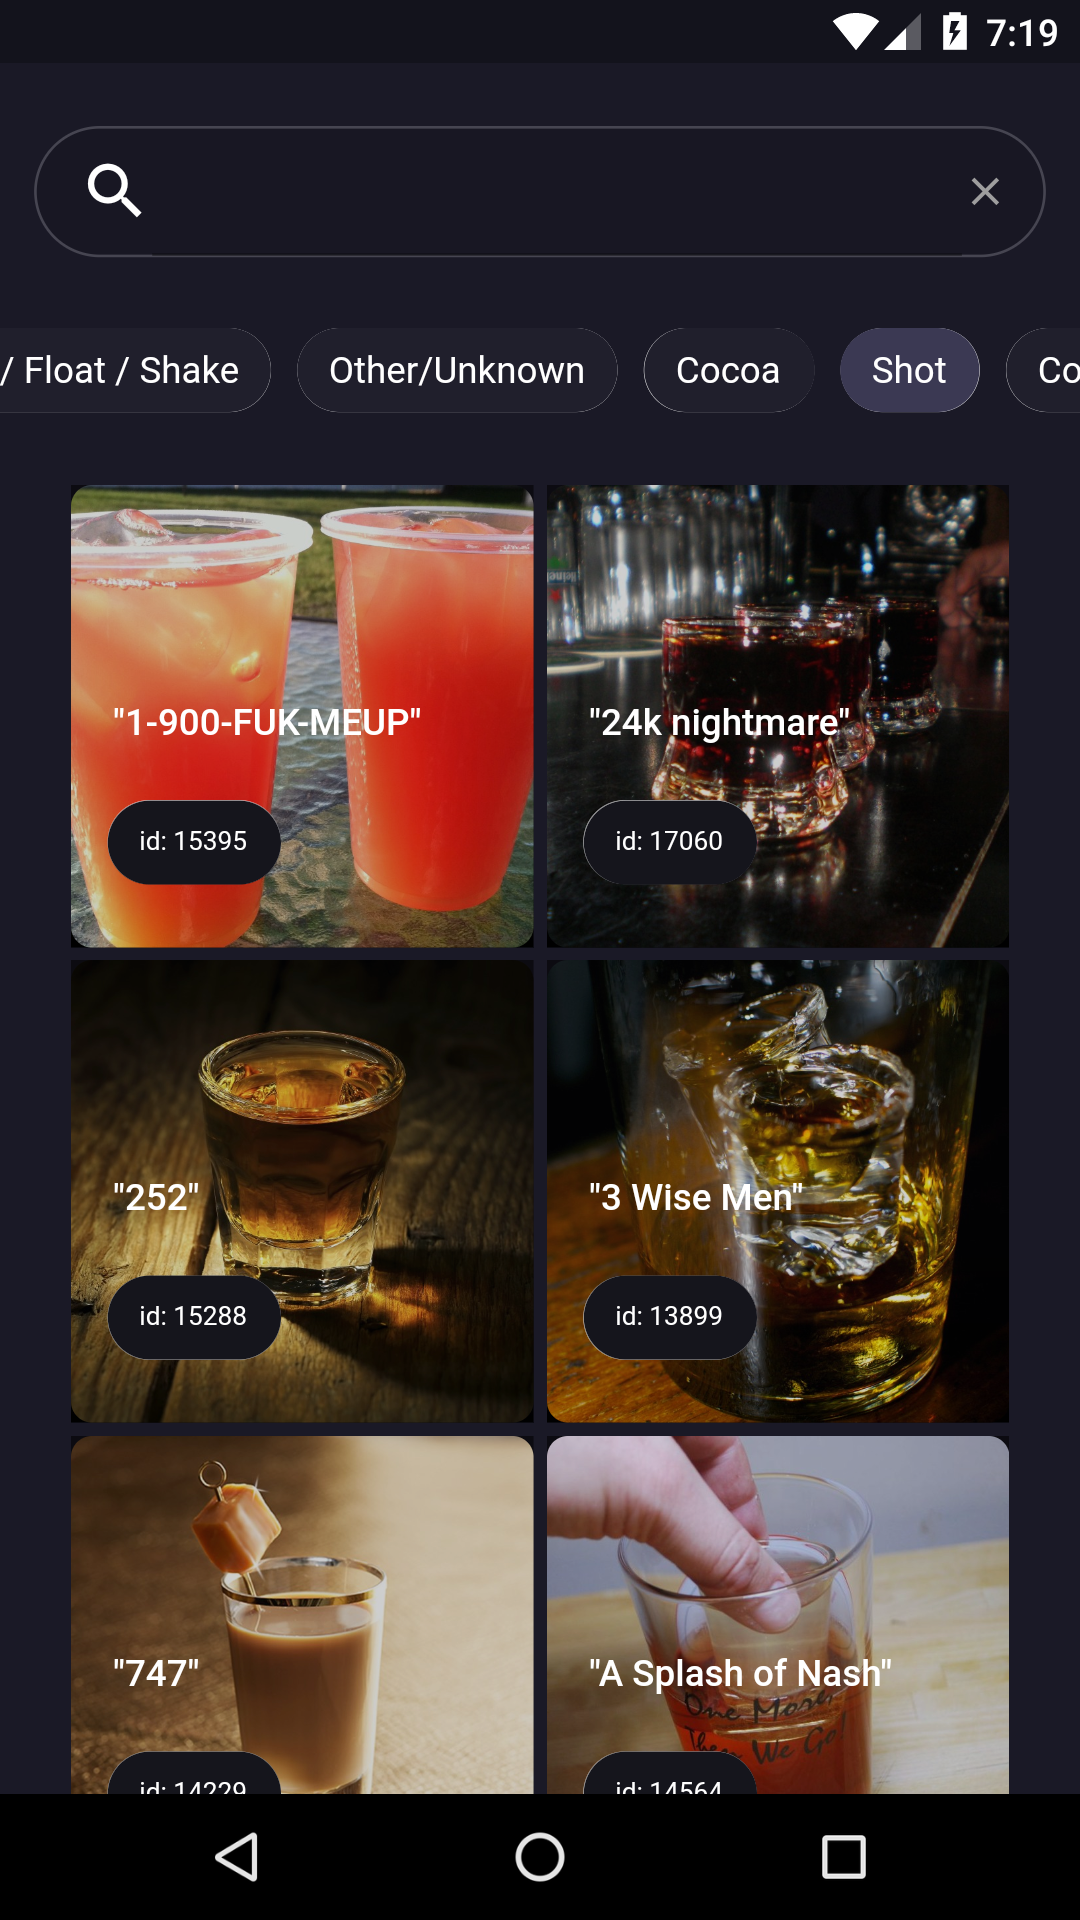 7:19
/ Float / Shake
Other/Unknown
Cocoa
Shot
Co
"1-900-FUK-MEUP"
"24k nightmare"
id: 15395
id: 17060
"252"
"3 Wise Men"
id: 15288
id: 13899
"747"
"A Splash of Nash"
One More,
Then We Go!
id: 14229
id: 14564